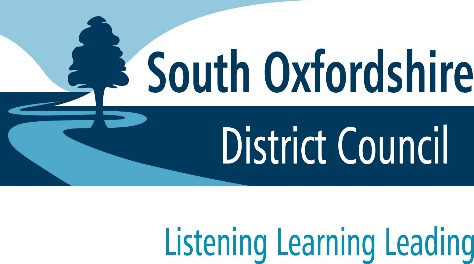 South Oxfordshire
District Council
Listening Learning Leading